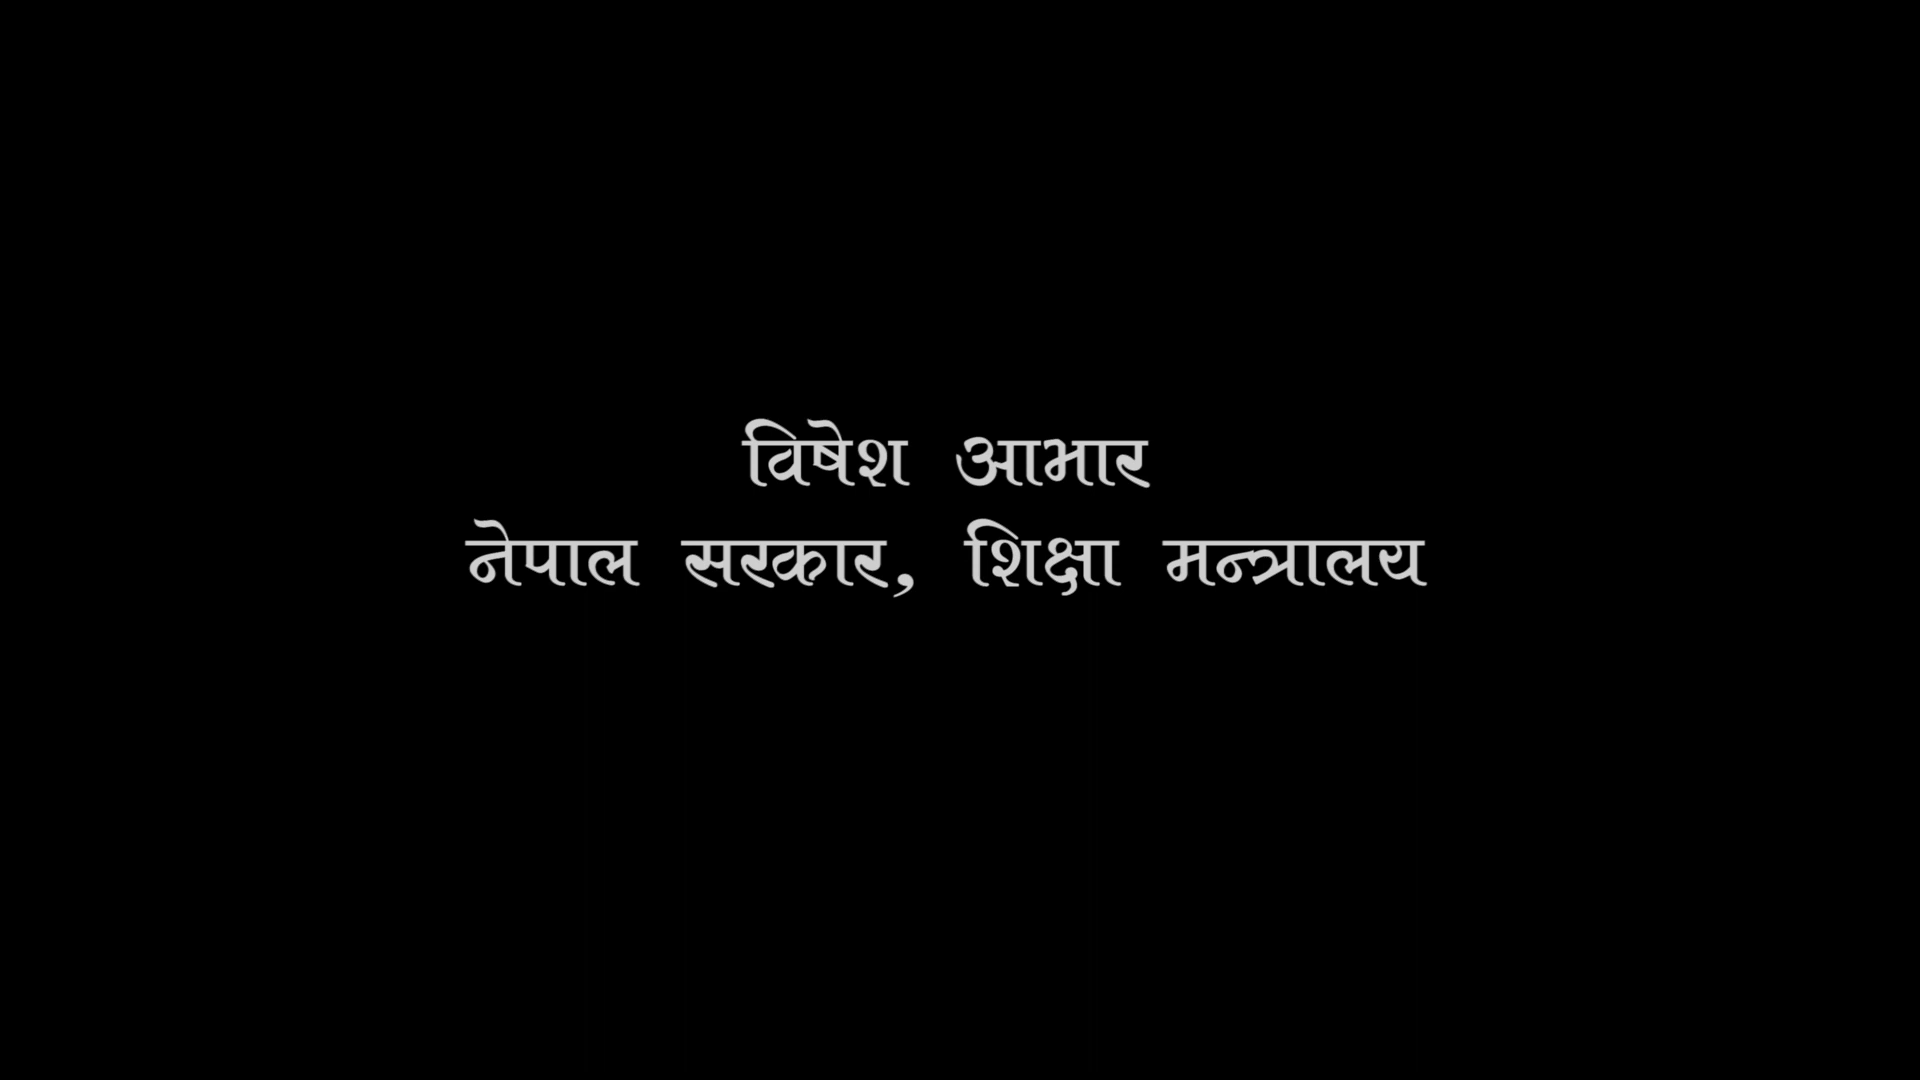 विषेश आभार
नेपाल सरकार, शिक्षा मन्त्रालय